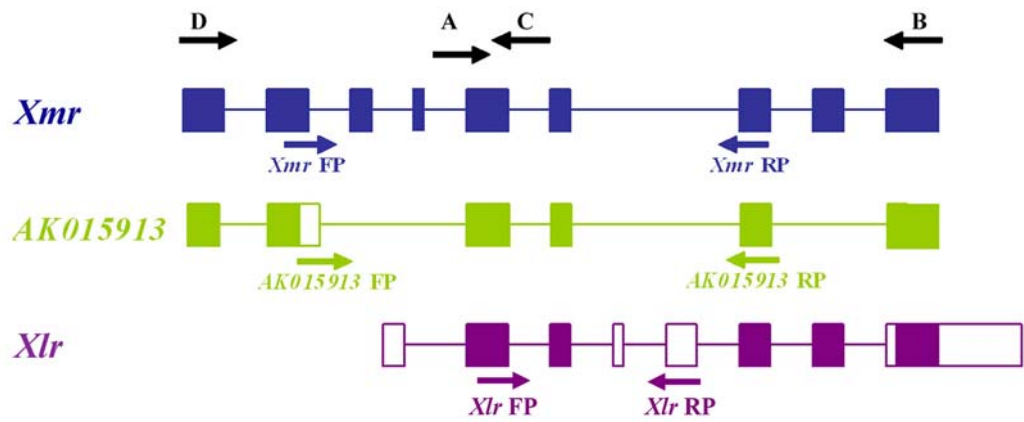 D A C B
Xmr
Xmr FP Xmr RP
AK015913
AK015913 FP AK015913 RP
Xlr
Xlr FP Xlr RP